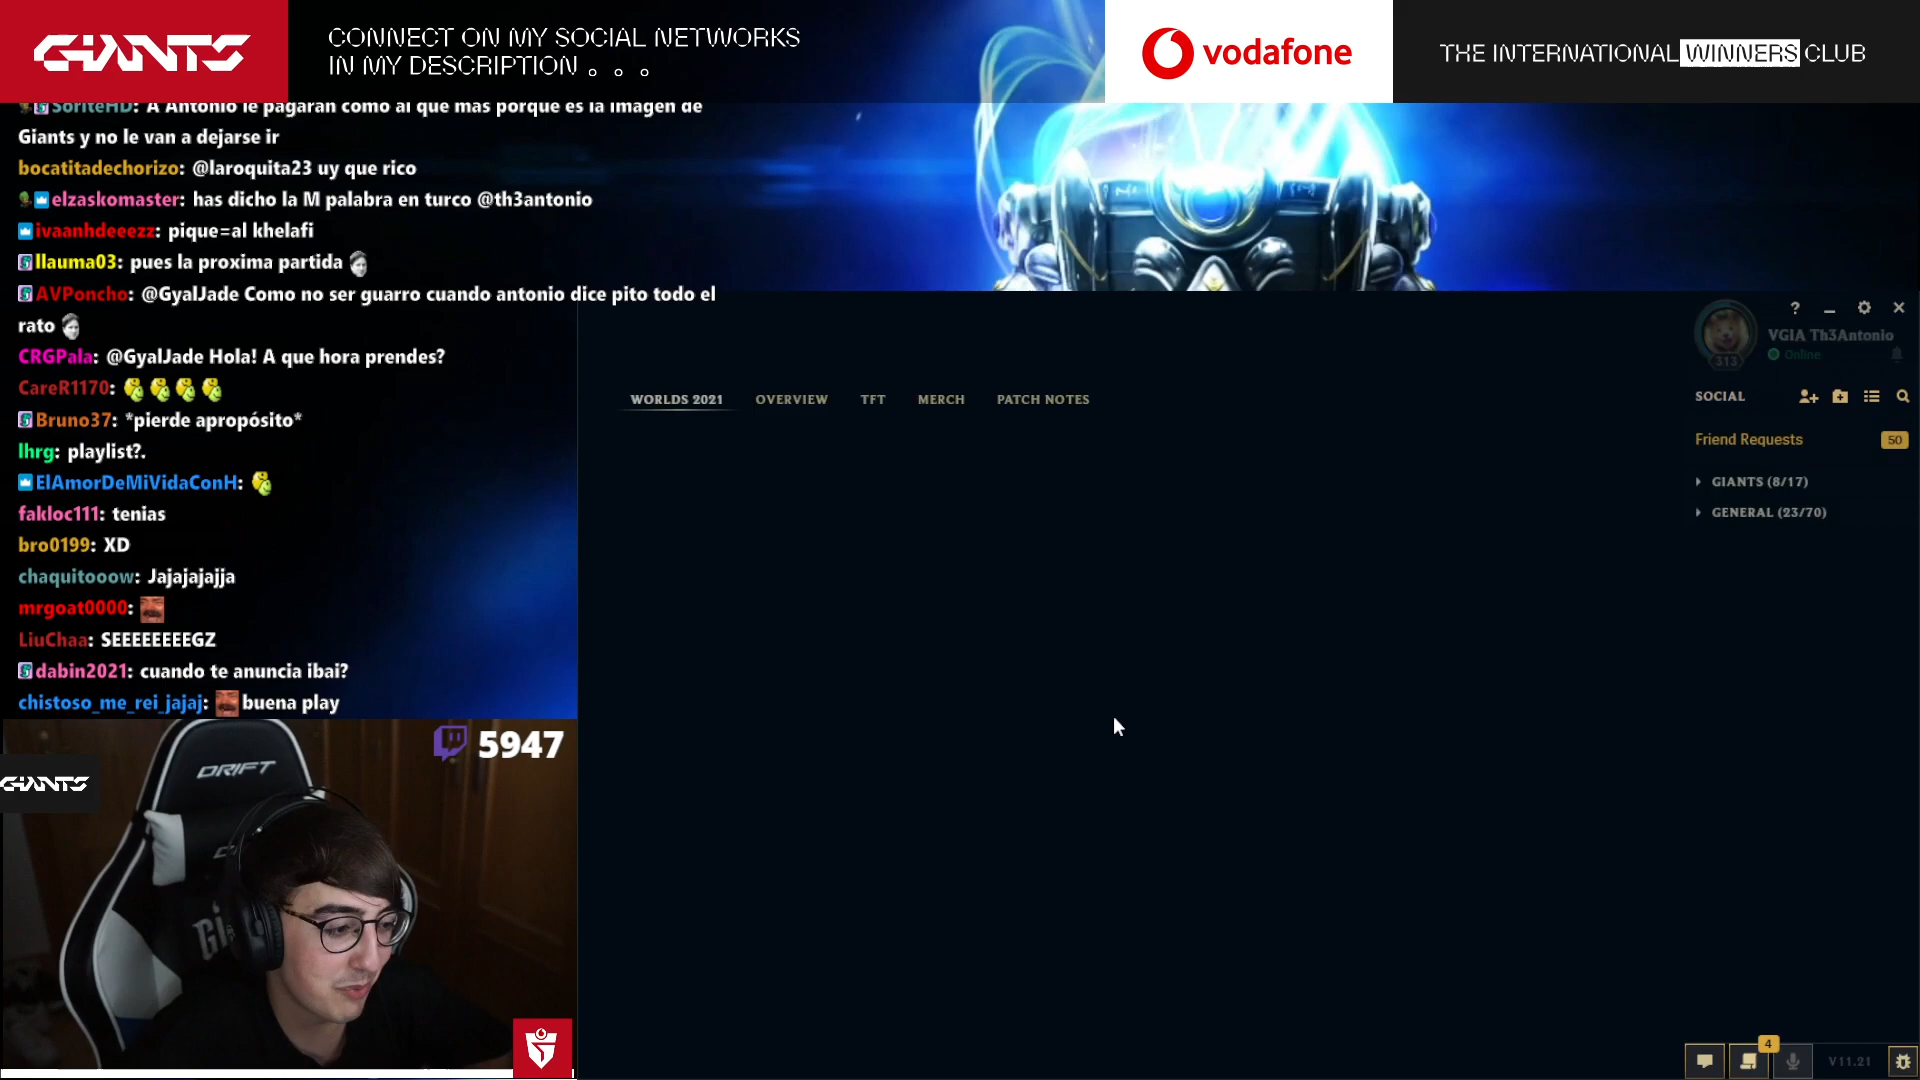 GIANTS
CONNECT ON MY SOCIAL NETWORKS
IN MY DESCRIPTION . . .
vodafone
THE INTERNATIONAL WINNERS CLUB
SoriteHD: A Antonio le pagaran como al que mas porque es la imagen de
Giants y no le van a dejarse ir
bocatitadechorizo: @laroquita23 uy que rico
elzaskomaster: has dicho la M palabra en turco @th3antonio
ivaanhdeeezz: pique=al khelafi
llauma03: pues la proxima partida
AVPoncho: @GyalJade Como no ser guarro cuando antonio dice pito todo el
rato
CRGPala: @GyalJade Hola! A que hora prendes?
CareR1170:
Bruno37: *pierde apropósito*
lhrg: playlist?.
ElAmorDeMiVidaConH:
fakloc111: tenias
bro0199: XD
chaquitooow: Jajajajajja
mrgoat0000:
LiuChaa: SEEEEEEEEGZ
dabin2021: cuando te anuncia ibai?
chistoso_me_rei_jajaj: buena play
5947
DRIFT
GIANTS
Gi
WORLDS 2021 OVERVIEW TFT MERCH PATCH NOTES
?
VGIA Th3Antonio
313
Online
SOCIAL
Friend Requests 50
GIANTS (8/17)
GENERAL (23/70)
4
V11.21